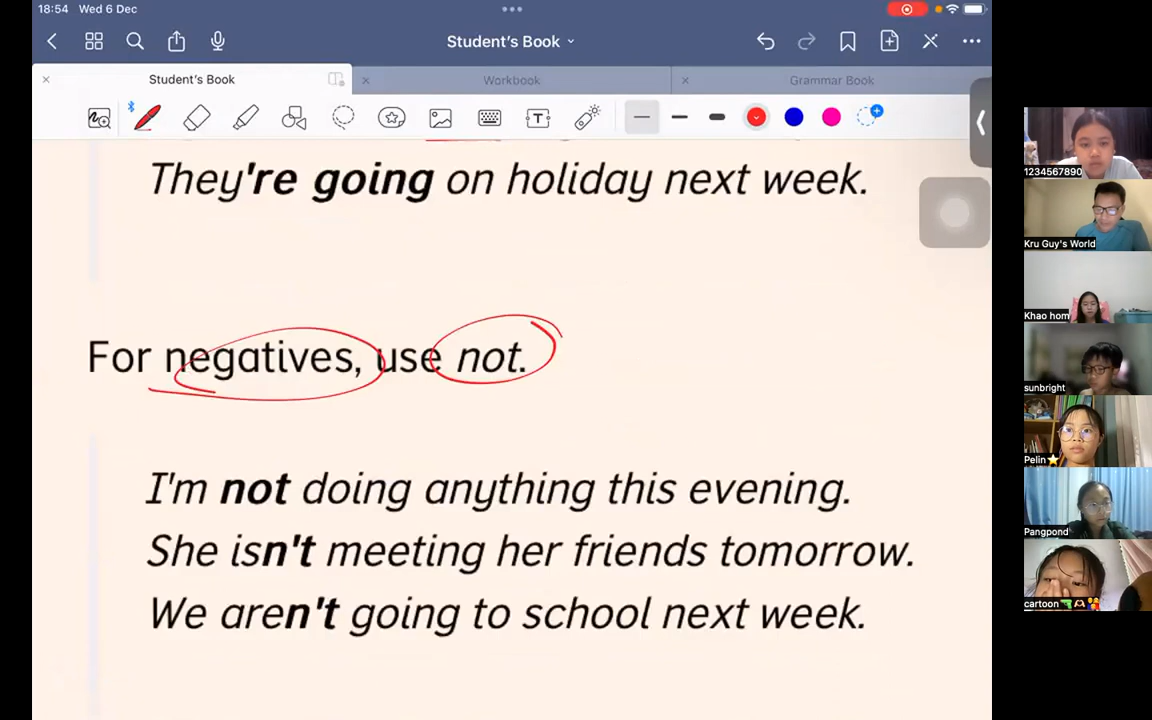 18:54 Wed 6 Dec
Student's Book
Student's Book
Workbook
Grammar Book
They're going on holiday next week.
For negatives, use not.
I'm not doing anything this evening.
She isn't meeting her friends tomorrow.
We aren't going to school next week.
1234567890
Kru Guy's World
Khao hom
sunbright
Pelin⭐
Pangpond
cartoon